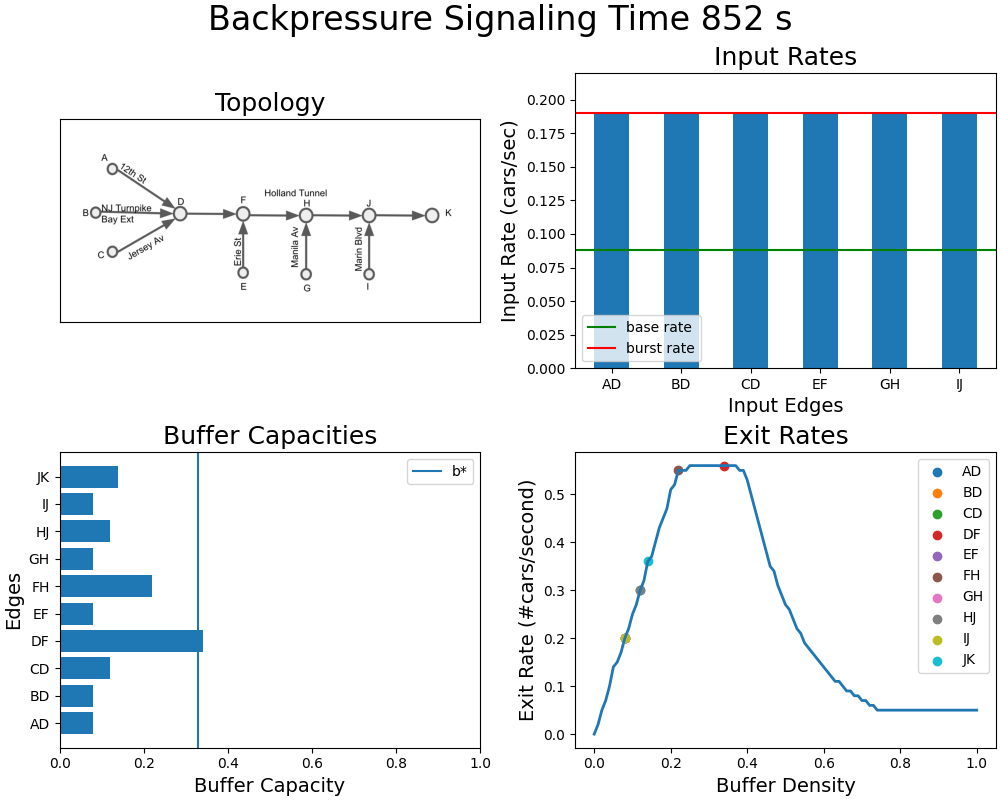 Backpressure Signaling Time 852 s
Topology
A
12th St
B
NJ Turnpike
Bay Ext
C
Jersey Av
D
F
Holland Tunnel
H
J
K
Erie St
Manila Av
Marin Blvd
E
G
I
Input Rates
Input Rate (cars/sec)
0.200
0.175
0.150
0.125
0.100
0.075
0.050
0.025
0.000
base rate
burst rate
AD BD CD EF GH IJ
Input Edges
Buffer Capacities
Edges
JK
IJ
HJ
GH
FH
EF
DF
CD
BD
AD
b*
0.0 0.2 0.4 0.6 0.8 1.0
Buffer Capacity
Exit Rates
Exit Rate (#cars/second)
0.5
0.4
0.3
0.2
0.1
0.0
AD
BD
CD
DF
EF
FH
GH
HJ
IJ
JK
0.0 0.2 0.4 0.6 0.8 1.0
Buffer Density